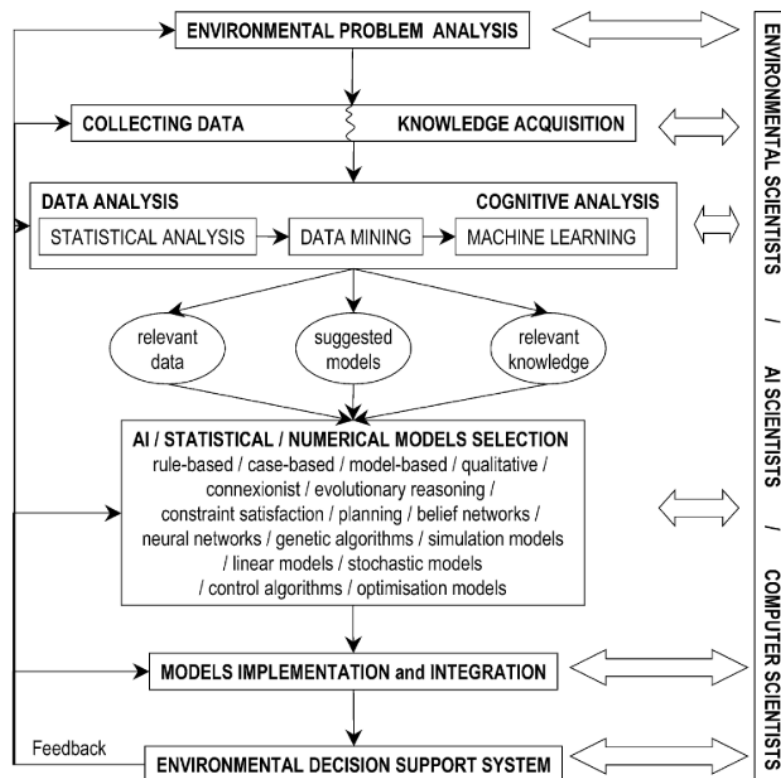 ENVIRONMENTAL PROBLEM ANALYSIS
COLLECTING DATA
KNOWLEDGE ACQUISITION
DATA ANALYSIS
COGNITIVE ANALYSIS
STATISTICAL ANALYSIS
DATA MINING
MACHINE LEARNING
relevant
data
suggested
models
relevant
knowledge
AI / STATISTICAL / NUMERICAL MODELS SELECTION
rule-based / case-based / model-based / qualitative /
connexionist / evolutionary reasoning /
constraint satisfaction / planning / belief networks /
neural networks / genetic algorithms / simulation models
/ linear models / stochastic models
/ control algorithms / optimisation models
MODELS IMPLEMENTATION and INTEGRATION
Feedback
ENVIRONMENTAL DECISION SUPPORT SYSTEM
ENVIRONMENTAL SCIENTISTS / AI SCIENTISTS / COMPUTER SCIENTISTS